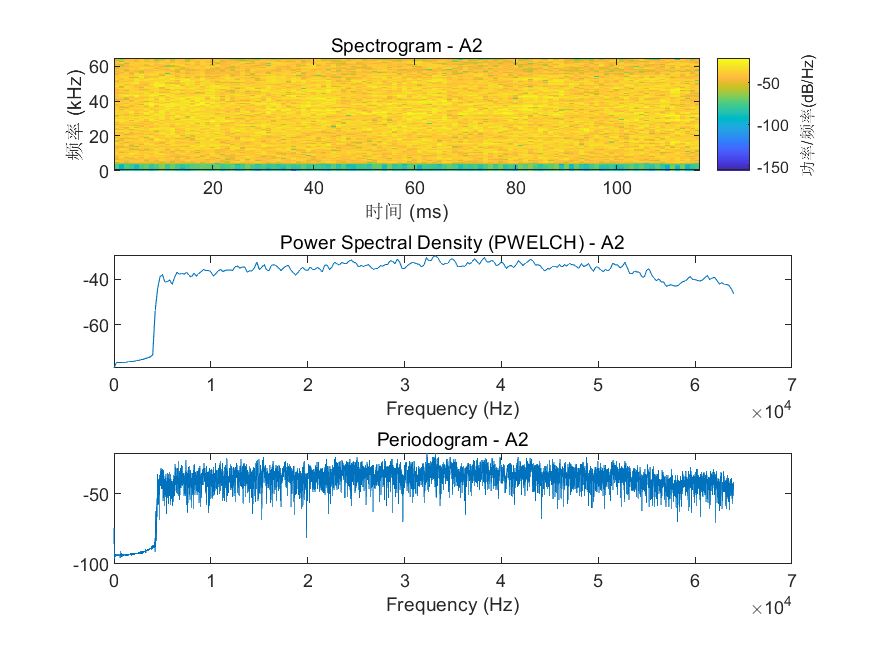 Spectrogram - A2
60
40
20
0
频率 (kHz)
20 40 60 80 100
时间 (ms)
-50
-100
-150
功率/频率(dB/Hz)
Power Spectral Density (PWELCH) - A2
-40
-60
0 1 2 3 4 5 6 7
Frequency (Hz)
×10^4
Periodogram - A2
-50
-100
0 1 2 3 4 5 6 7
Frequency (Hz)
×10^4